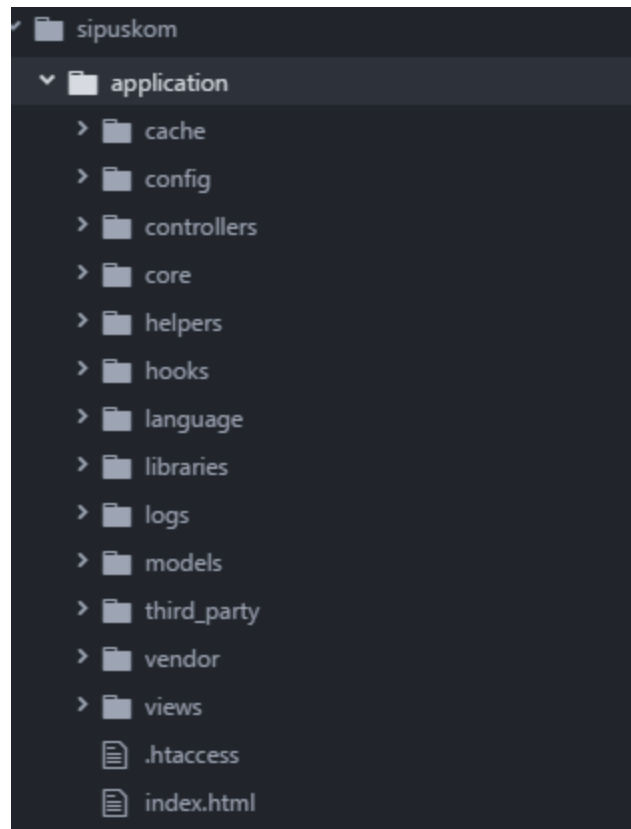 sipuskom
application
cache
config
controllers
core
helpers
hooks
language
libraries
logs
models
third_party
vendor
views
.htaccess
index.html